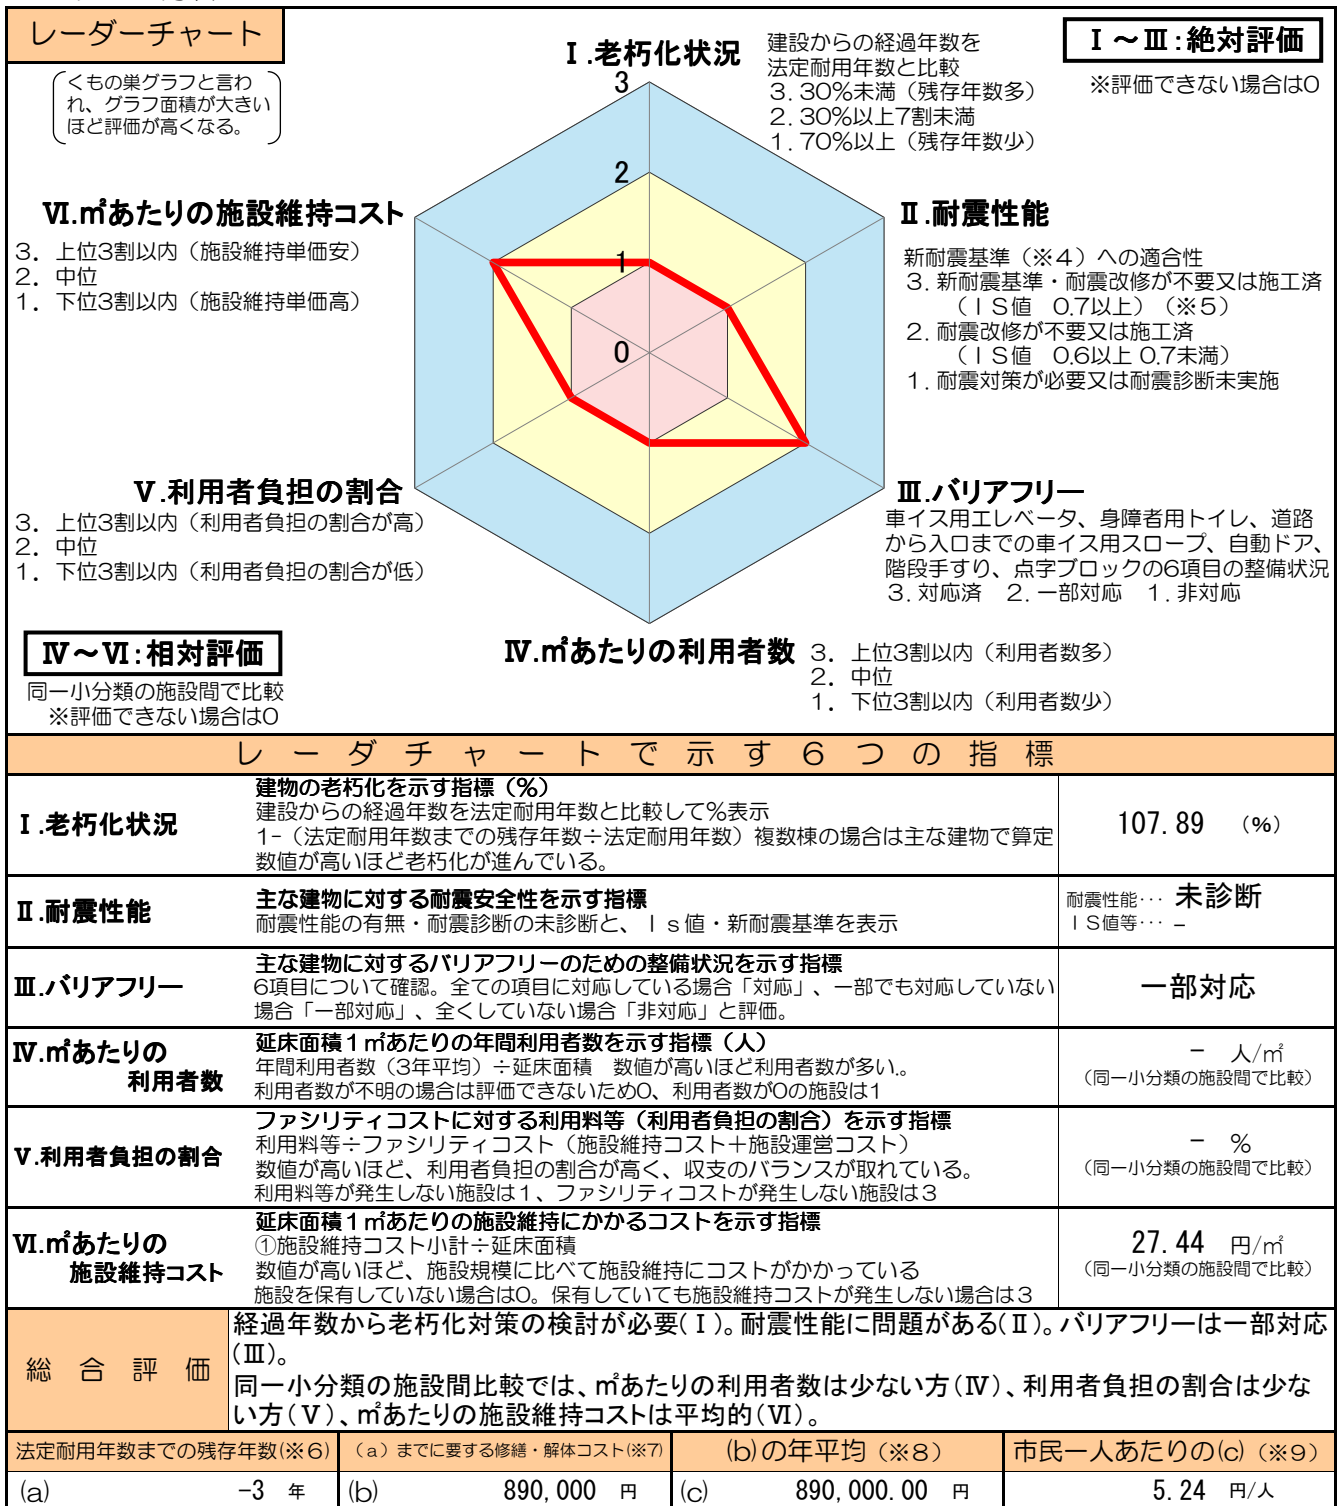 レーダーチャート
くもの巣グラフと言わ
れ、グラフ面積が大きい
ほど評価が高くなる。
Ⅰ.老朽化状況
建設からの経過年数を
法定耐用年数と比較
3. 30%未満（残存年数多）
2. 30%以上7割未満
1. 70%以上（残存年数少）
Ⅰ～Ⅲ:絶対評価
※評価できない場合は0
3
2
1
0
Ⅵ.㎡あたりの施設維持コスト
3. 上位3割以内（施設維持単価安）
2. 中位
1. 下位3割以内（施設維持単価高）
Ⅱ.耐震性能
新耐震基準（※4）への適合性
3. 新耐震基準・耐震改修が不要又は施工済
（ＩＳ値 0.7以上）（※5）
2. 耐震改修が不要又は施工済
（ＩＳ値 0.6以上 0.7未満）
1. 耐震対策が必要又は耐震診断未実施
Ⅴ.利用者負担の割合
3. 上位3割以内（利用者負担の割合が高）
2. 中位
1. 下位3割以内（利用者負担の割合が低）
Ⅲ.バリアフリー
車イス用エレベータ、身障者用トイレ、道路
から入口までの車イス用スロープ、自動ドア、
階段手すり、点字ブロックの6項目の整備状況
3. 対応済 2. 一部対応 1. 非対応
Ⅳ～Ⅵ:相対評価
同一小分類の施設間で比較
※評価できない場合は0
Ⅳ.㎡あたりの利用者数
3. 上位3割以内（利用者数多）
2. 中位
1. 下位3割以内（利用者数少）
レーダチャートで示す6つの指標
Ⅰ.老朽化状況
建物の老朽化を示す指標（%）
建設からの経過年数を法定耐用年数と比較して%表示
1-（法定耐用年数までの残存年数÷法定耐用年数）複数棟の場合は主な建物で算定
数値が高いほど老朽化が進んでいる。
107.89 （%）
Ⅱ.耐震性能
主な建物に対する耐震安全性を示す指標
耐震性能の有無・耐震診断の未診断と、Ｉｓ値・新耐震基準を表示
耐震性能… 未診断
ＩＳ値等… -
Ⅲ.バリアフリー
主な建物に対するバリアフリーのための整備状況を示す指標
6項目について確認。全ての項目に対応している場合「対応」、一部でも対応していない
場合「一部対応」、全くしていない場合「非対応」と評価。
一部対応
Ⅳ.㎡あたりの
利用者数
延床面積１㎡あたりの年間利用者数を示す指標（人）
年間利用者数（3年平均）÷延床面積 数値が高いほど利用者数が多い。
利用者数が不明の場合は評価できないため0、利用者数が0の施設は1
- 人/㎡
（同一小分類の施設間で比較）
Ⅴ.利用者負担の割合
ファシリティコストに対する利用料等（利用者負担の割合）を示す指標
利用料等÷ファシリティコスト（施設維持コスト＋施設運営コスト）
数値が高いほど、利用者負担の割合が高く、収支のバランスが取れている。
利用料等が発生しない施設は１、ファシリティコストが発生しない施設は３
- %
（同一小分類の施設間で比較）
Ⅵ.㎡あたりの
施設維持コスト
延床面積１㎡あたりの施設維持にかかるコストを示す指標
①施設維持コスト小計÷延床面積
数値が高いほど、施設規模に比べて施設維持にコストがかかっている
施設を保有していない場合は0。保有していても施設維持コストが発生しない場合は３
27.44 円/㎡
（同一小分類の施設間で比較）
総合評価
経過年数から老朽化対策の検討が必要(Ⅰ)。耐震性能に問題がある(Ⅱ)。バリアフリーは一部対応
(Ⅲ)。
同一小分類の施設間比較では、㎡あたりの利用者数は少ない方(Ⅳ)、利用者負担の割合は少な
い方(Ⅴ)、㎡あたりの施設維持コストは平均的(Ⅵ)。
法定耐用年数までの残存年数(※6)
（a）までに要する修繕・解体コスト(※7)
(b)の年平均（※8）
市民一人あたりの(c)（※9）
(a) -3 年
(b) 890,000 円
(c) 890,000.00 円
5.24 円/人